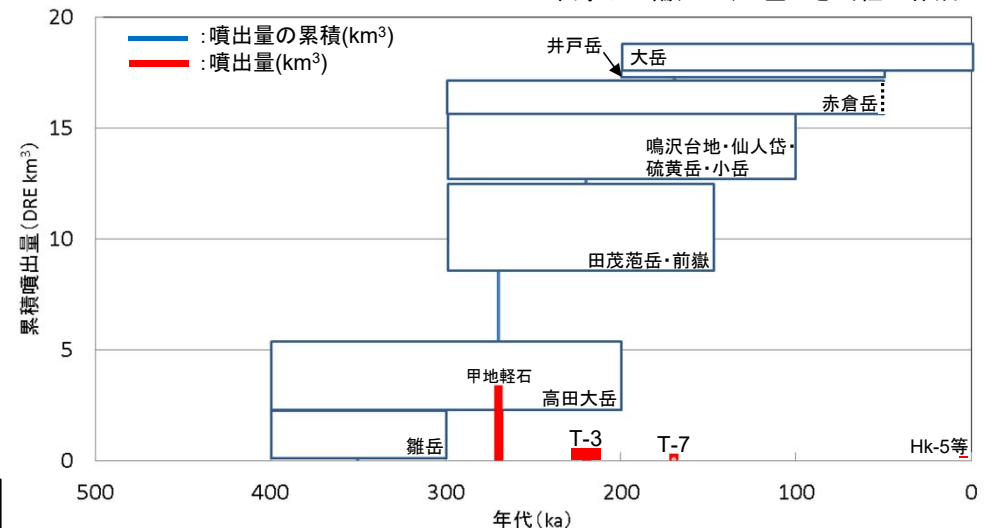 :噴出量の累積(km³)
:噴出量(km³)
井戸岳
大岳
赤倉岳
鳴沢台地・仙人岱・
硫黄岳・小岳
田茂萢岳・前嶽
甲地軽石
高田大岳
雛岳
T-3
T-7
Hk-5等
20
15
10
5
0
累積噴出量(DRE km³)
500
400
300
200
100
0
年代(ka)